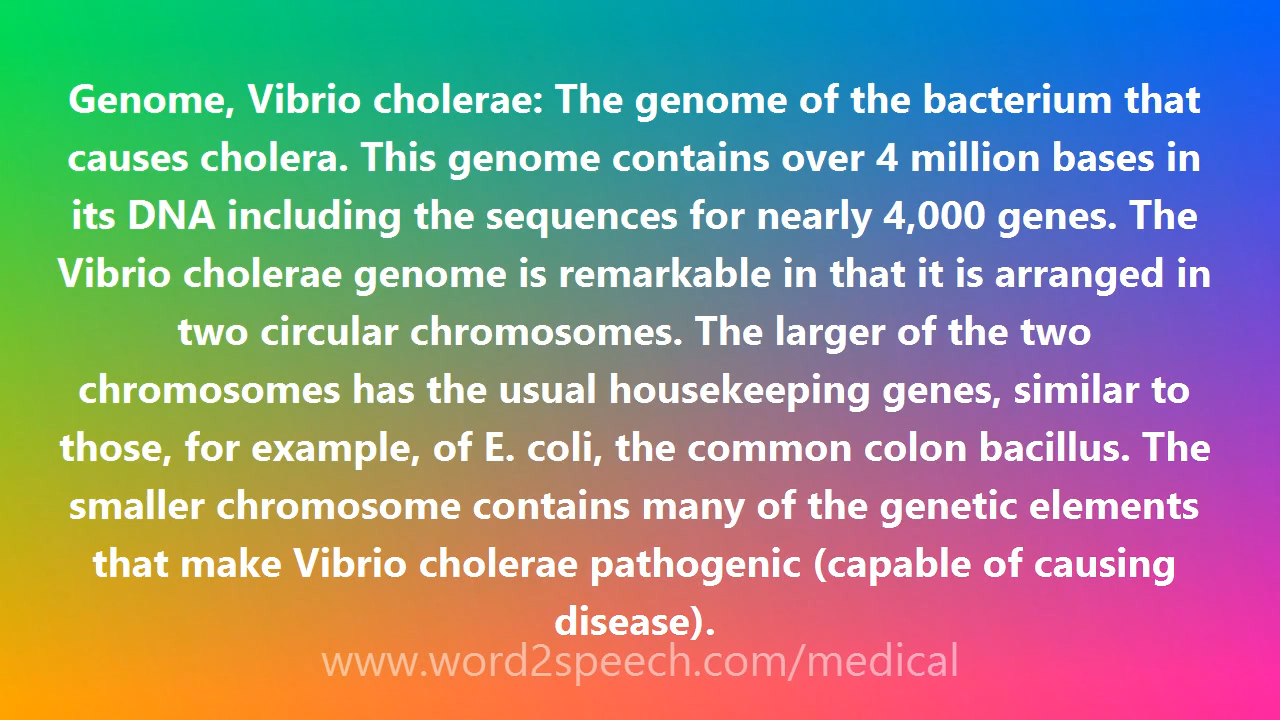 Genome, Vibrio cholerae: The genome of the bacterium that
causes cholera. This genome contains over 4 million bases in
its DNA including the sequences for nearly 4,000 genes. The
Vibrio cholerae genome is remarkable in that it is arranged in
two circular chromosomes. The larger of the two
chromosomes has the usual housekeeping genes, similar to
those, for example, of E. coli, the common colon bacillus. The
smaller chromosome contains many of the genetic elements
that make Vibrio cholerae pathogenic (capable of causing
disease).
www.word2speech.com/medical